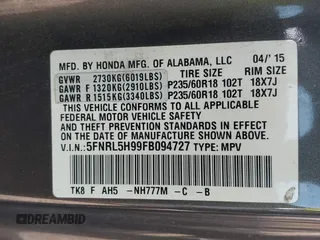 MFD. BY HONDA MFG. OF ALABAMA, LLC 04/'15
GVWR 2730KG(6019LBS) TIRE SIZE RIM SIZE
GAWR F 1320KG(2910LBS) P235/60R18 102T 18X7J
GAWR R 1515KG(3340LBS) P235/60R18 102T 18X7J
THIS VEHICLE CONFORMS TO ALL APPLICABLE
FEDERAL MOTOR VEHICLE SAFETY, BUMPER AND
THEFT PREVENTION STANDARDS IN EFFECT ON THE
DATE OF MANUFACTURE SHOWN ABOVE.
V.I.N:5FNRL5H99FB094727 TYPE: MPV
TK8 F AH5 -NH777M -C -B
DREAMBID